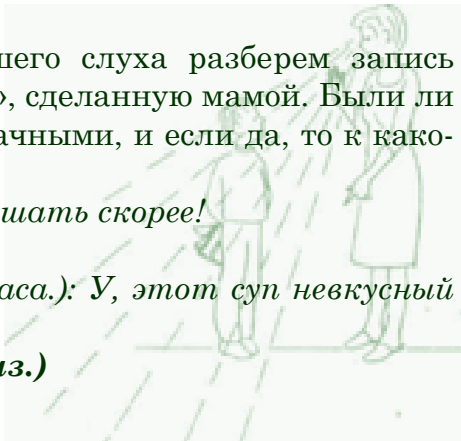 шего слуха разберем запись
», сделанную мамой. Были ли
ачными, и если да, то к како-
шать скорее!
аса.): У, этот суп невкусный
из.)